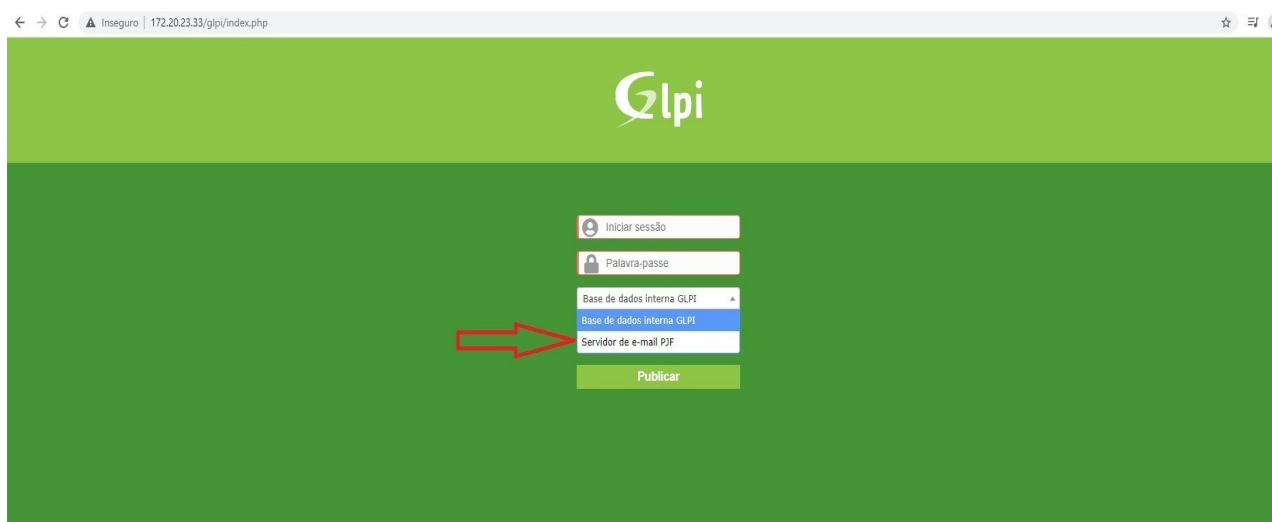 Inseguro | 172.20.23.33/glpi/index.php
Glpi
Iniciar sessão
Palavra-passe
Base de dados interna GLPI
Base de dados interna GLPI
Servidor de e-mail PJF
Publicar